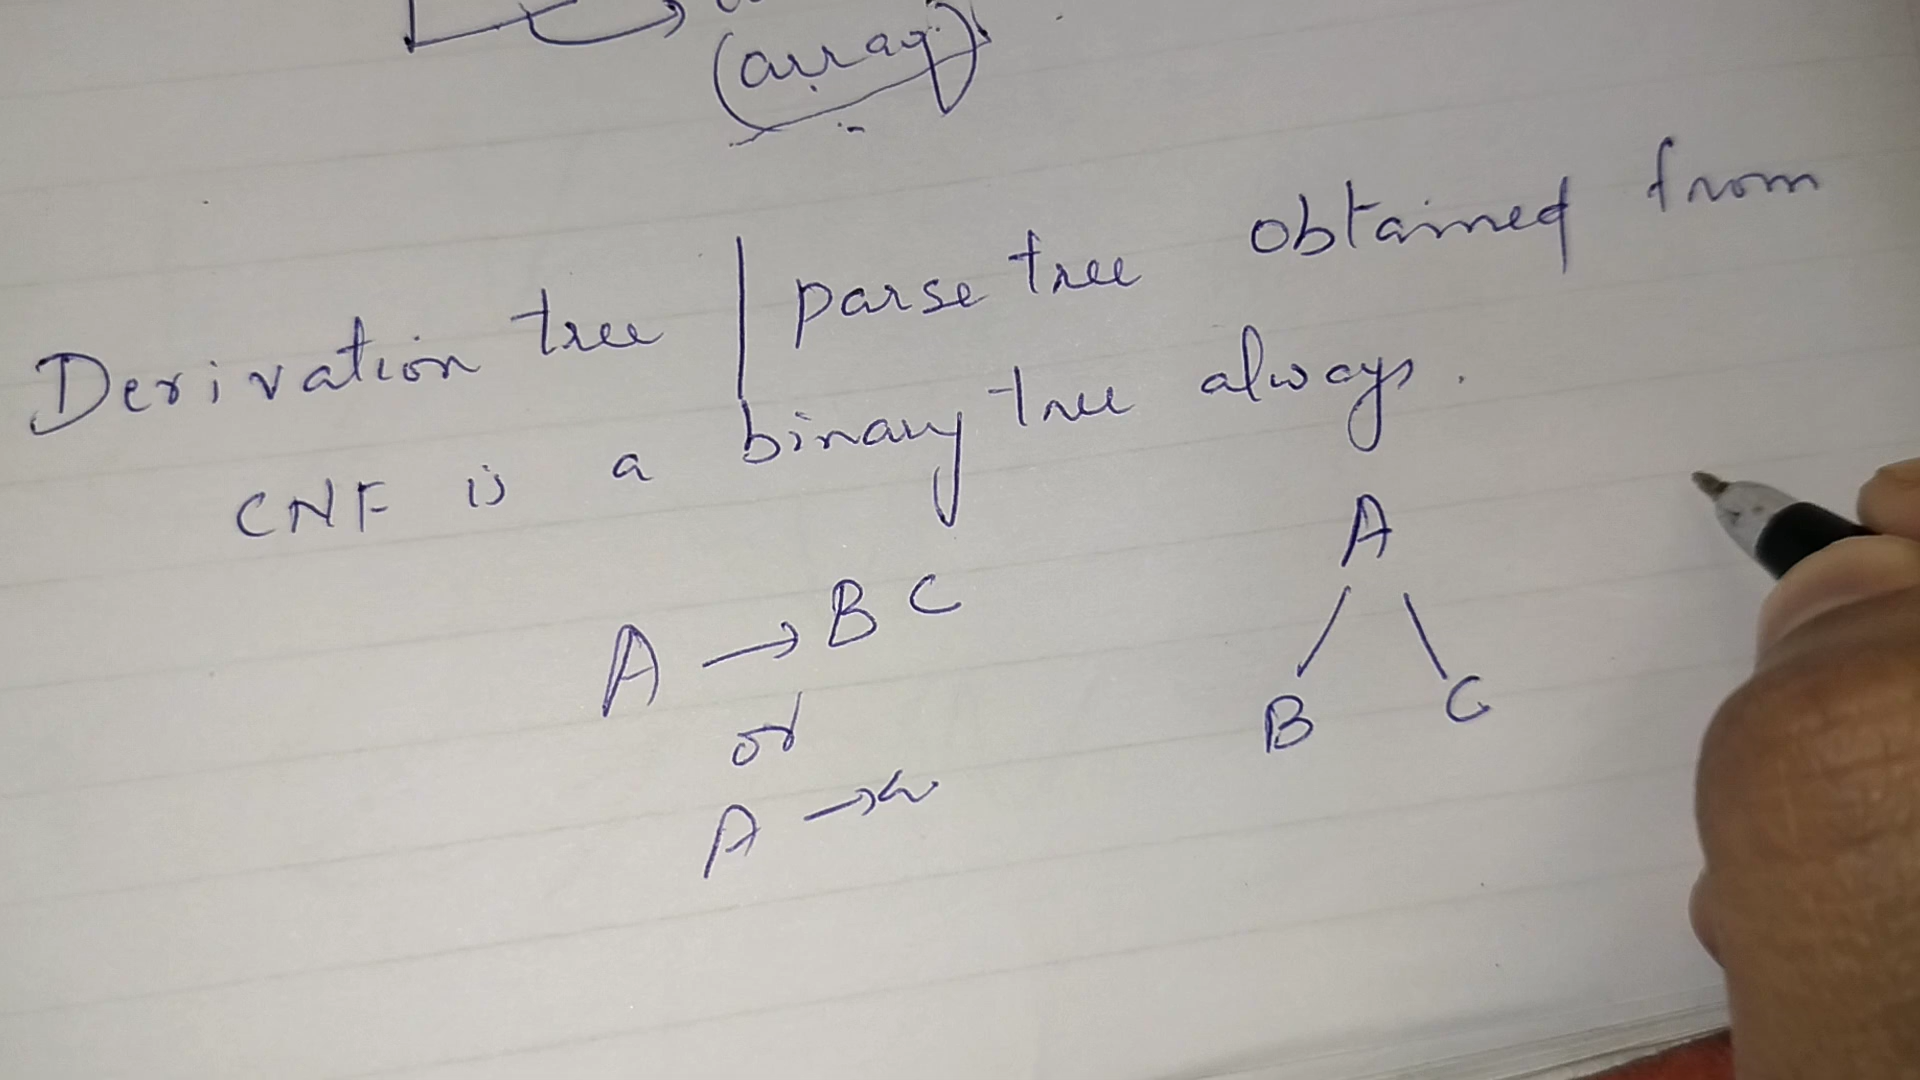 (array)
Derivation tree | parse tree obtained from
CNF is a binary tree always.
A → B C
or
A →
A
B C